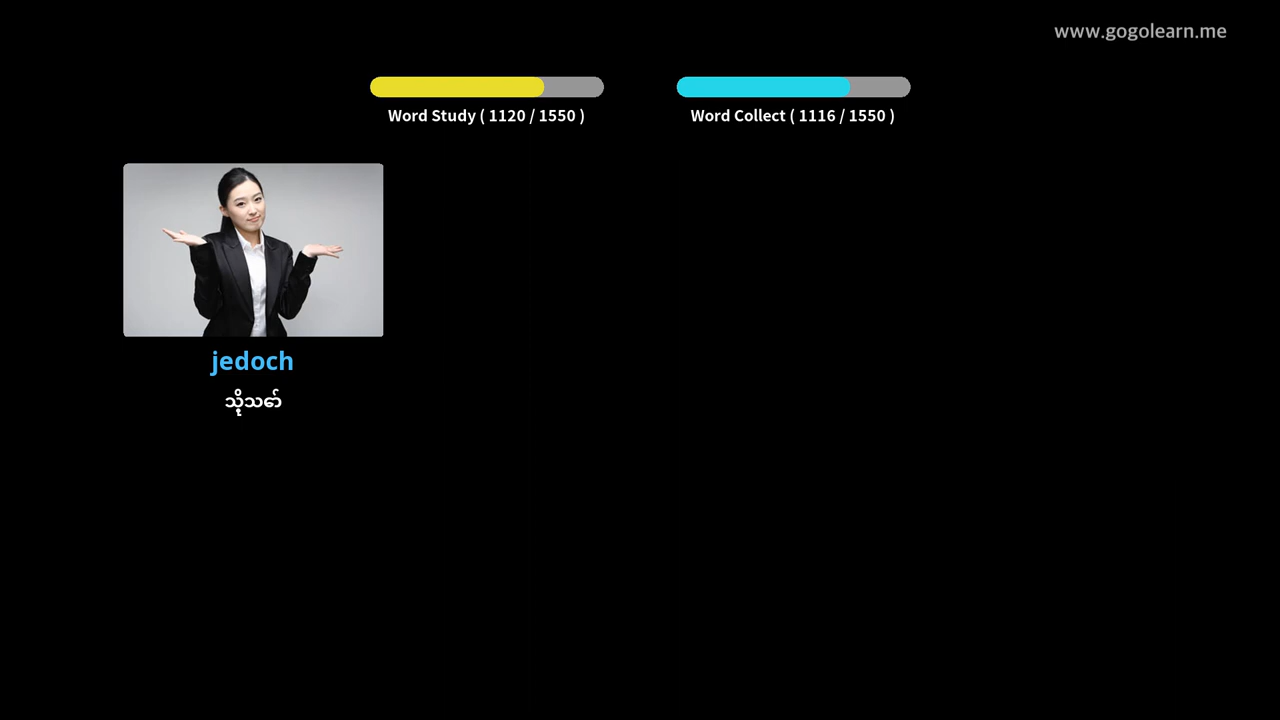 www.gogolearn.me
Word Study ( 1120 / 1550 )
Word Collect ( 1116 / 1550 )
jedoch
သို့သော်